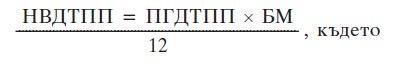 НВДТПП = ПГДТПП × БМ
12
, където